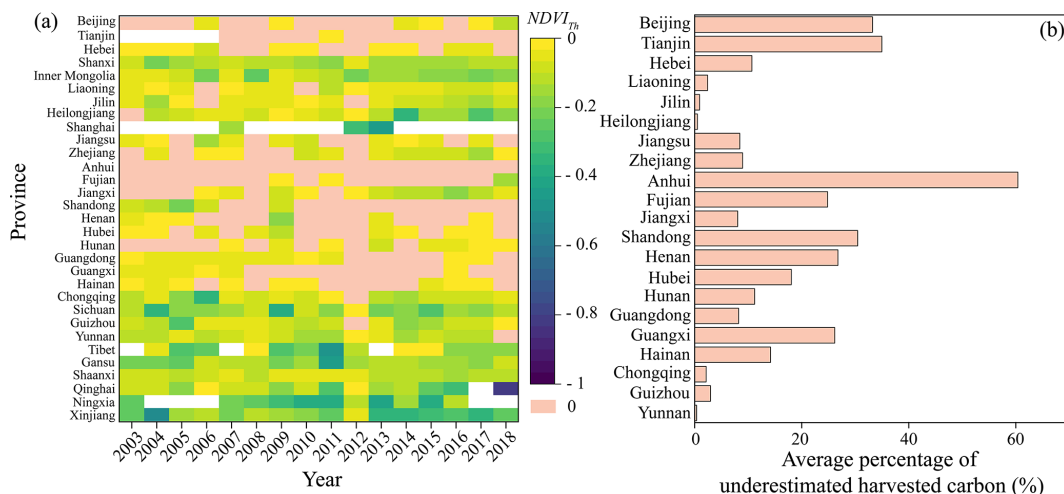 (a)
NDVI_Th
Province
Beijing
Tianjin
Hebei
Shanxi
Inner Mongolia
Liaoning
Jilin
Heilongjiang
Shanghai
Jiangsu
Zhejiang
Anhui
Fujian
Jiangxi
Shandong
Henan
Hubei
Hunan
Guangdong
Guangxi
Hainan
Chongqing
Sichuan
Guizhou
Yunnan
Tibet
Gansu
Shaanxi
Qinghai
Ningxia
Xinjiang
2003 2004 2005 2006 2007 2008 2009 2010 2011 2012 2013 2014 2015 2016 2017 2018
Year
0
- 0.2
- 0.4
- 0.6
- 0.8
- 1
0
(b)
Beijing
Tianjin
Hebei
Liaoning
Jilin
Heilongjiang
Jiangsu
Zhejiang
Anhui
Fujian
Jiangxi
Shandong
Henan
Hubei
Hunan
Guangdong
Guangxi
Hainan
Chongqing
Guizhou
Yunnan
0 20 40 60
Average percentage of
underestimated harvested carbon (%)